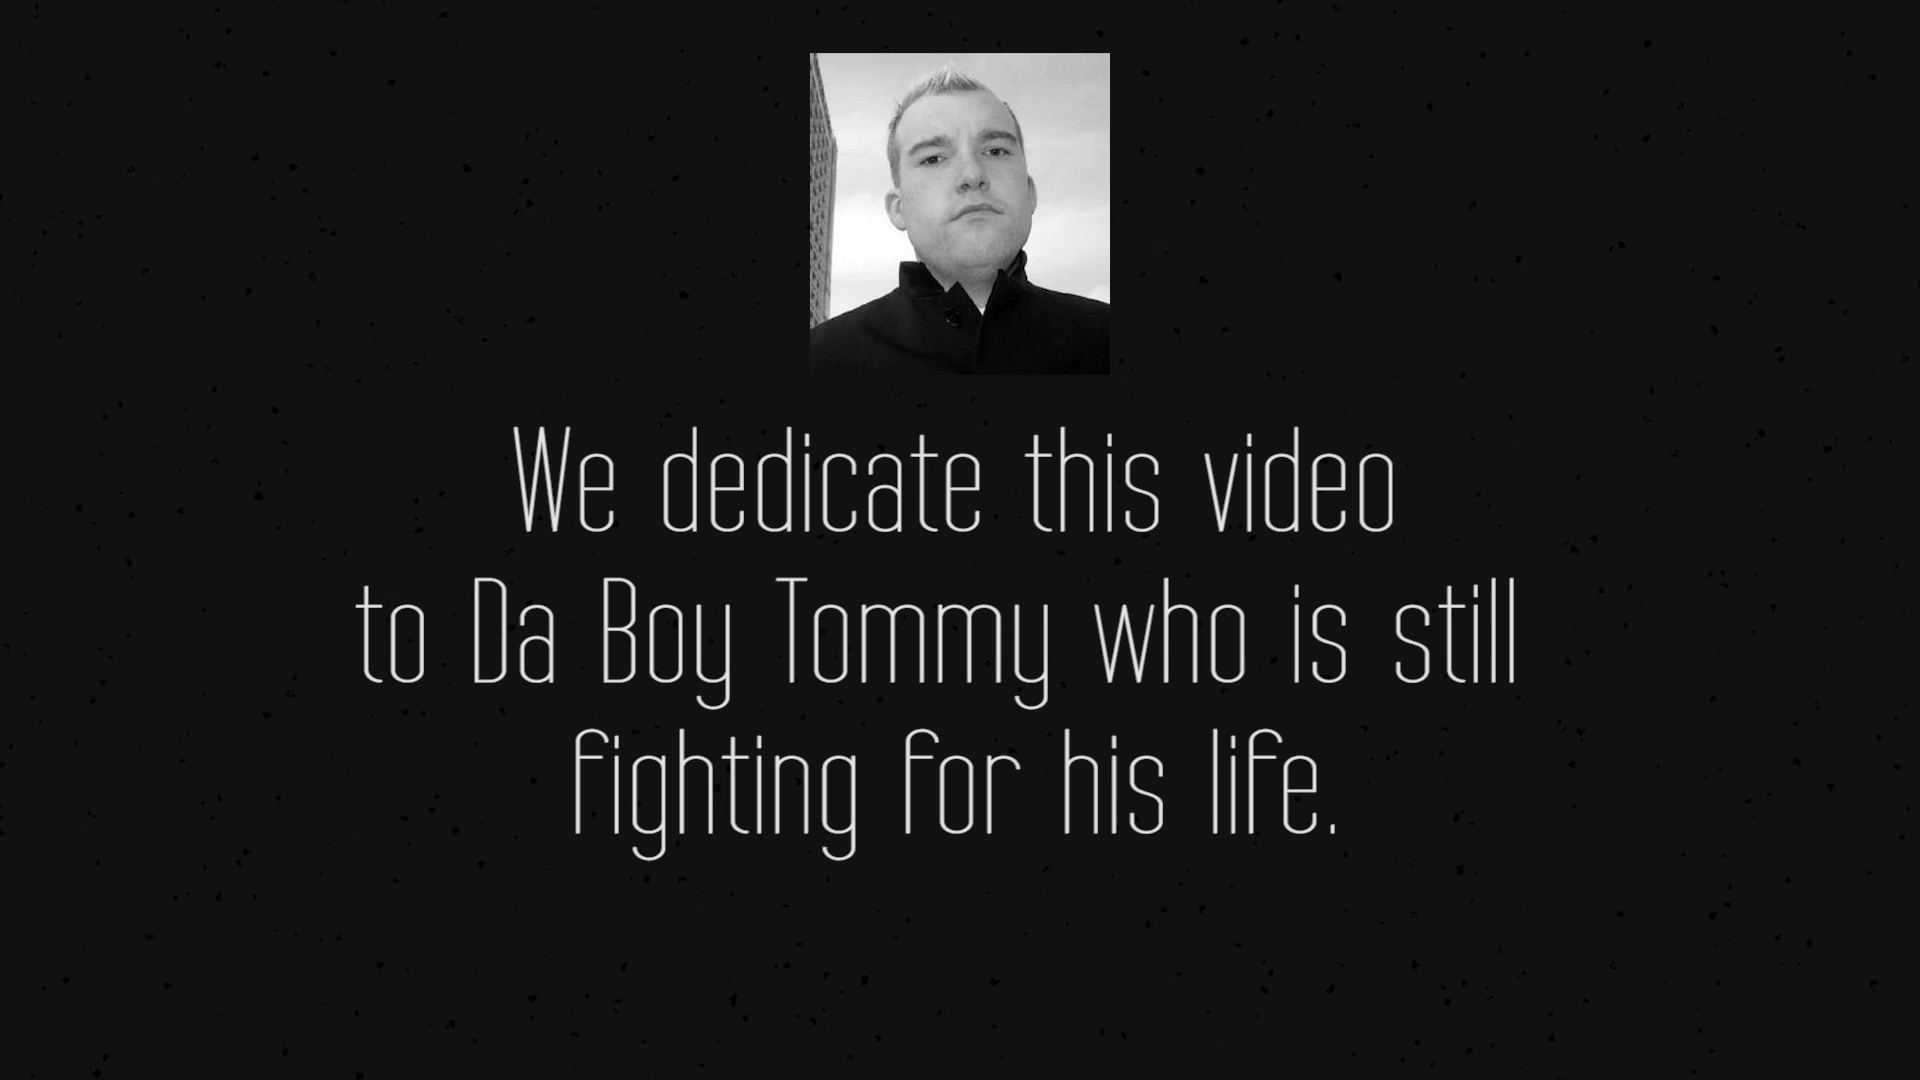 We dedicate this video
to Da Boy Tommy who is still
fighting for his life.